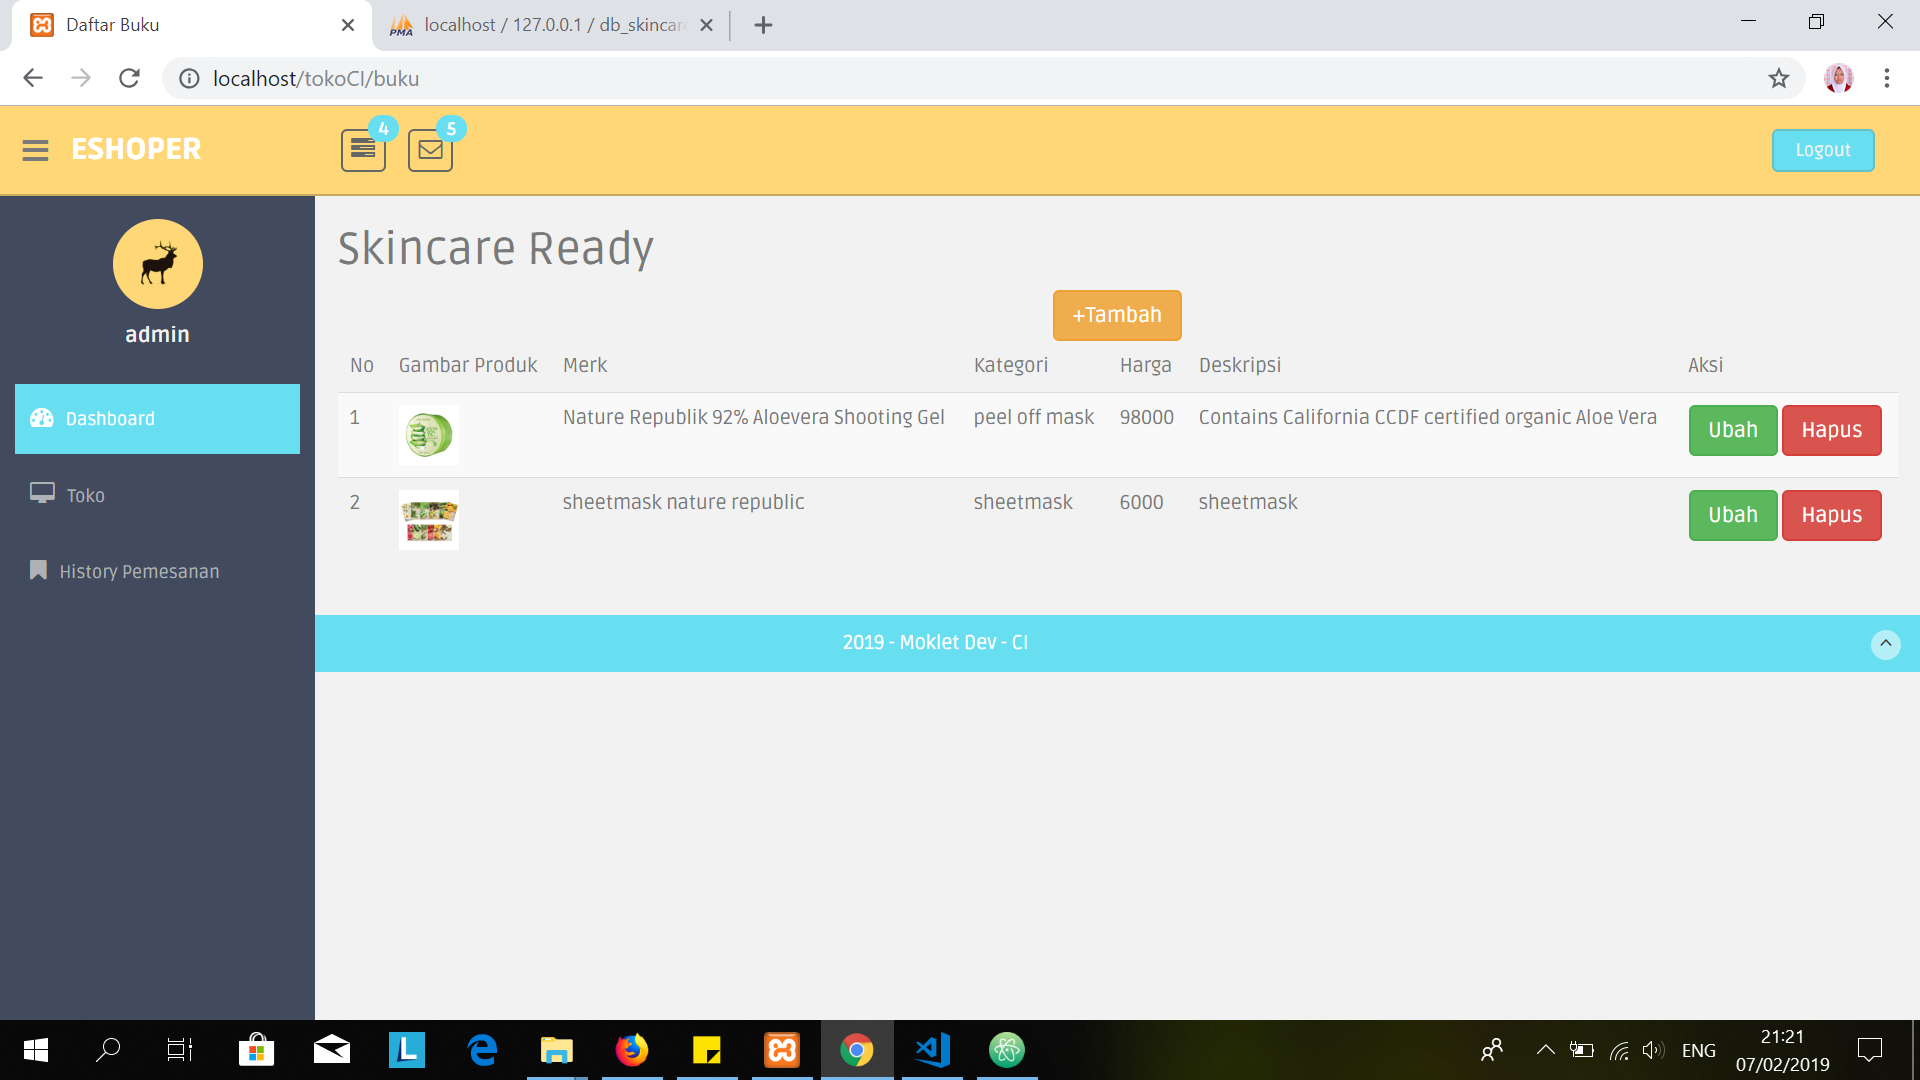 Daftar Buku
localhost / 127.0.0.1 / db_skincare
localhost/tokoCI/buku
ESHOPER
4
5
Logout
admin
Dashboard
Toko
History Pemesanan
Skincare Ready
+Tambah
No Gambar Produk Merk Kategori Harga Deskripsi Aksi
1 Nature Republik 92% Aloevera Shooting Gel peel off mask 98000 Contains California CCDF certified organic Aloe Vera Ubah Hapus
2 sheetmask nature republic sheetmask 6000 sheetmask Ubah Hapus
2019 - Moklet Dev - CI
ENG
21:21
07/02/2019